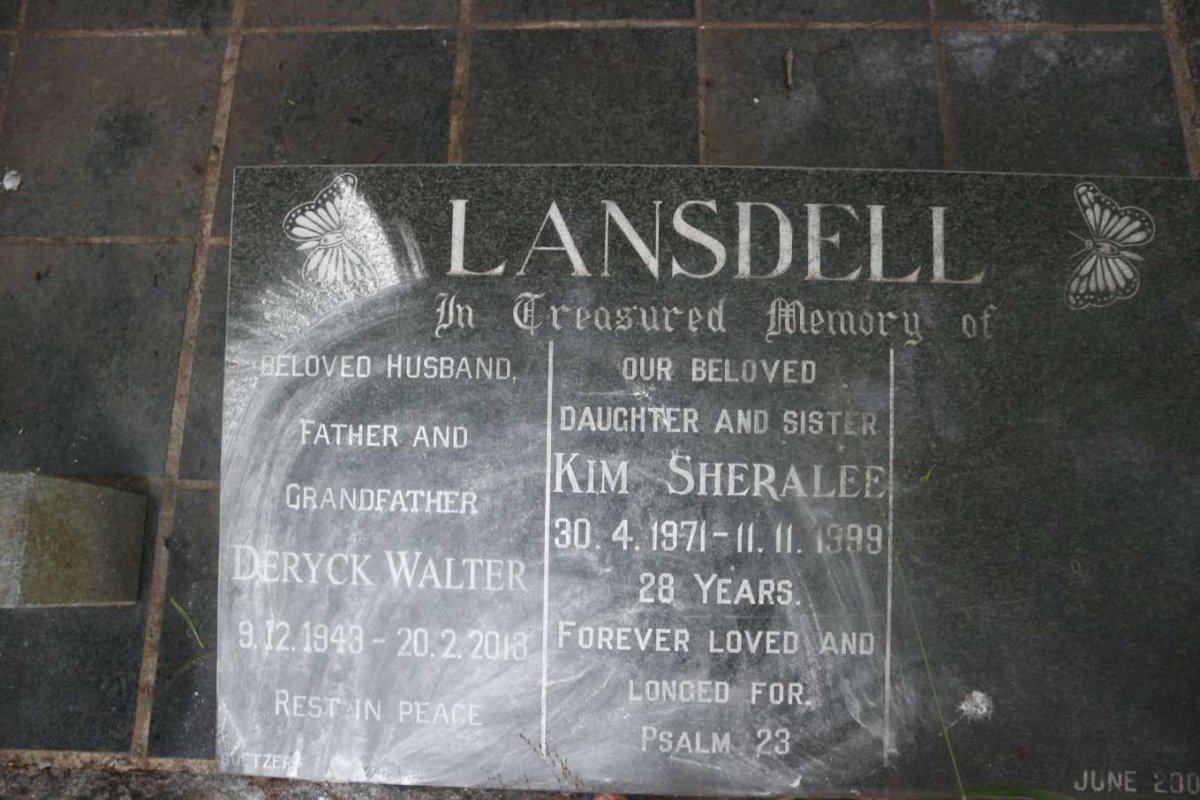 LANSDELL
In Treasured Memory of
BELOVED HUSBAND,
FATHER AND
GRANDFATHER
DERYCK WALTER
9.12.1943 - 20.2.2013
REST IN PEACE
OUR BELOVED
DAUGHTER AND SISTER
KIM SHERALEE
30.4.1971 - 11.11.1999
28 YEARS.
FOREVER LOVED AND
LONGED FOR.
PSALM 23
JUNE